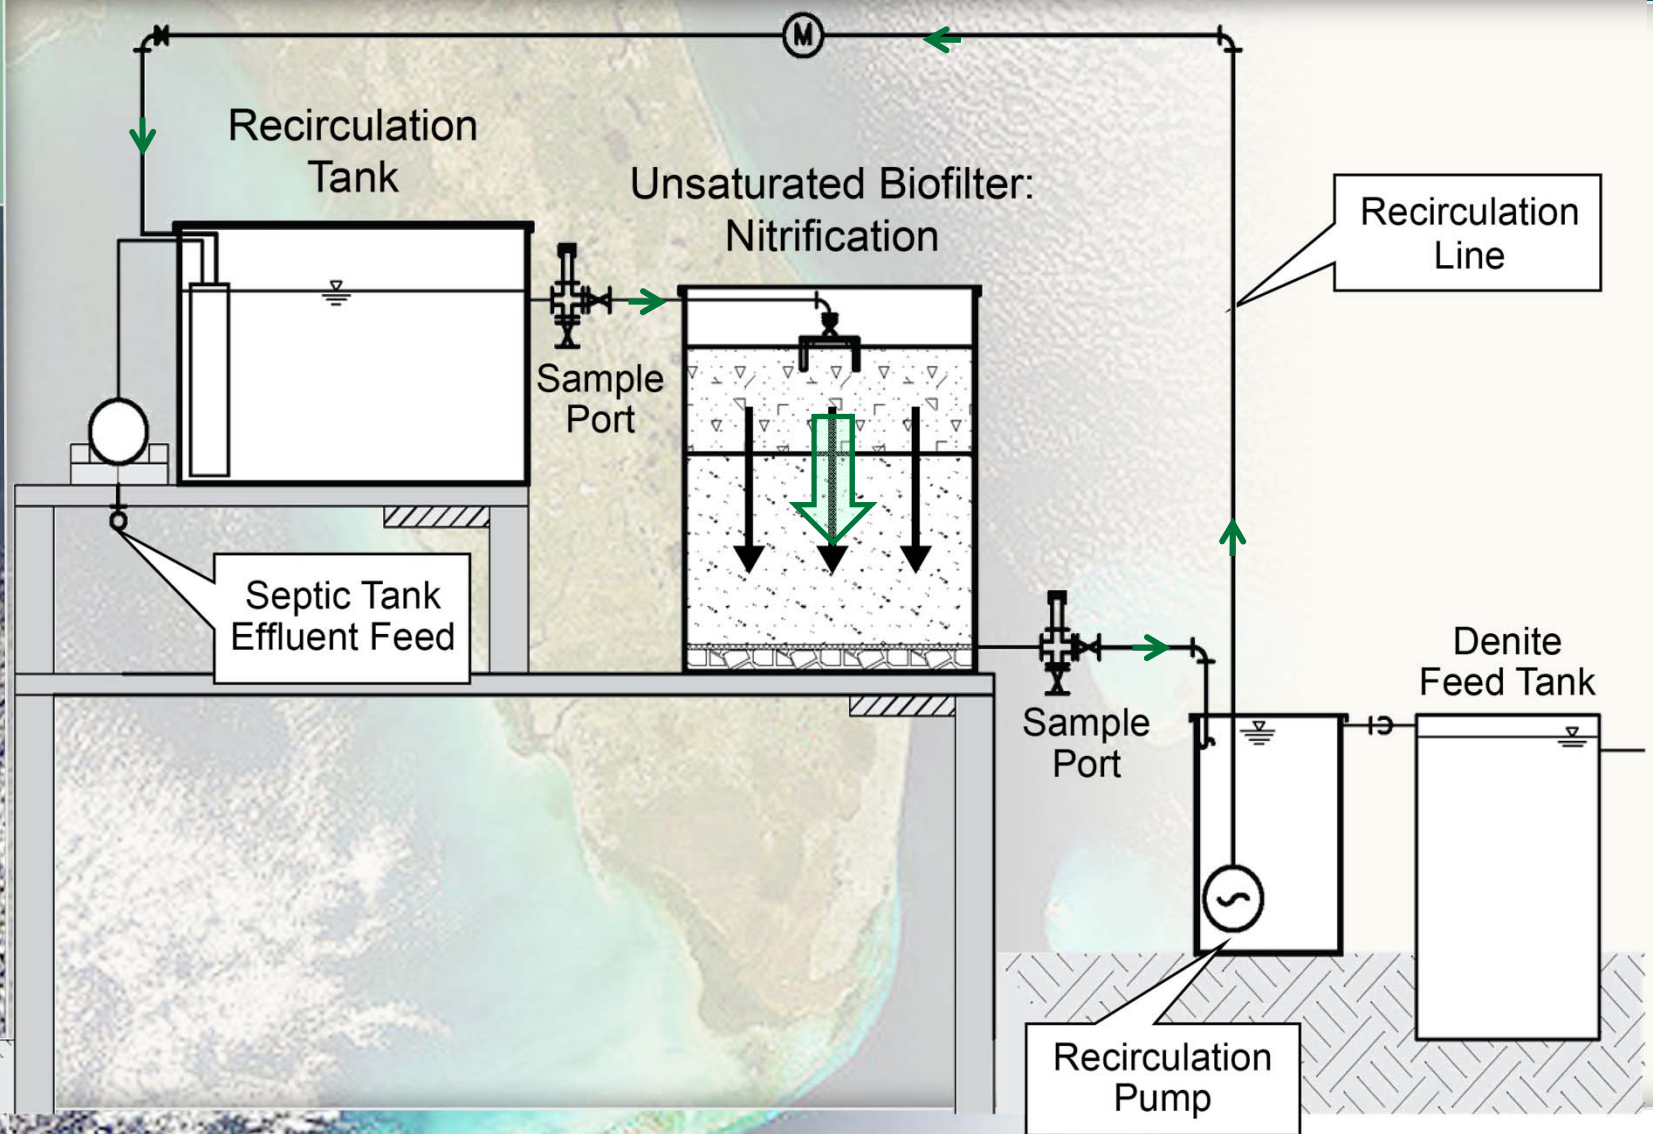 M
Recirculation
Tank
Unsaturated Biofilter:
Nitrification
Recirculation
Line
Sample
Port
Septic Tank
Effluent Feed
Denite
Feed Tank
Sample
Port
Recirculation
Pump